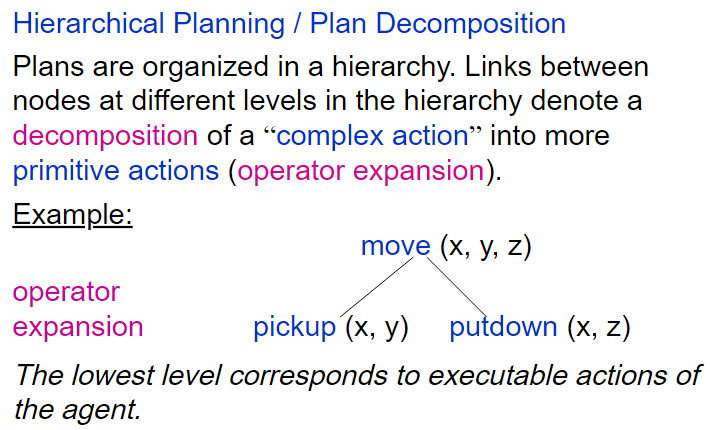 Hierarchical Planning / Plan Decomposition
Plans are organized in a hierarchy. Links between
nodes at different levels in the hierarchy denote a
decomposition of a “complex action” into more
primitive actions (operator expansion).
Example:
move (x, y, z)
operator
expansion
pickup (x, y)
putdown (x, z)
The lowest level corresponds to executable actions of
the agent.